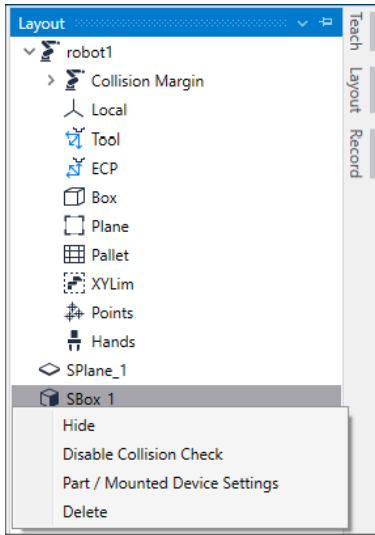 Layout
robot1
Collision Margin
Local
Tool
ECP
Box
Plane
Pallet
XYLim
Points
Hands
SPlane_1
SBox_1
Hide
Disable Collision Check
Part / Mounted Device Settings
Delete
Teach
Layout
Record